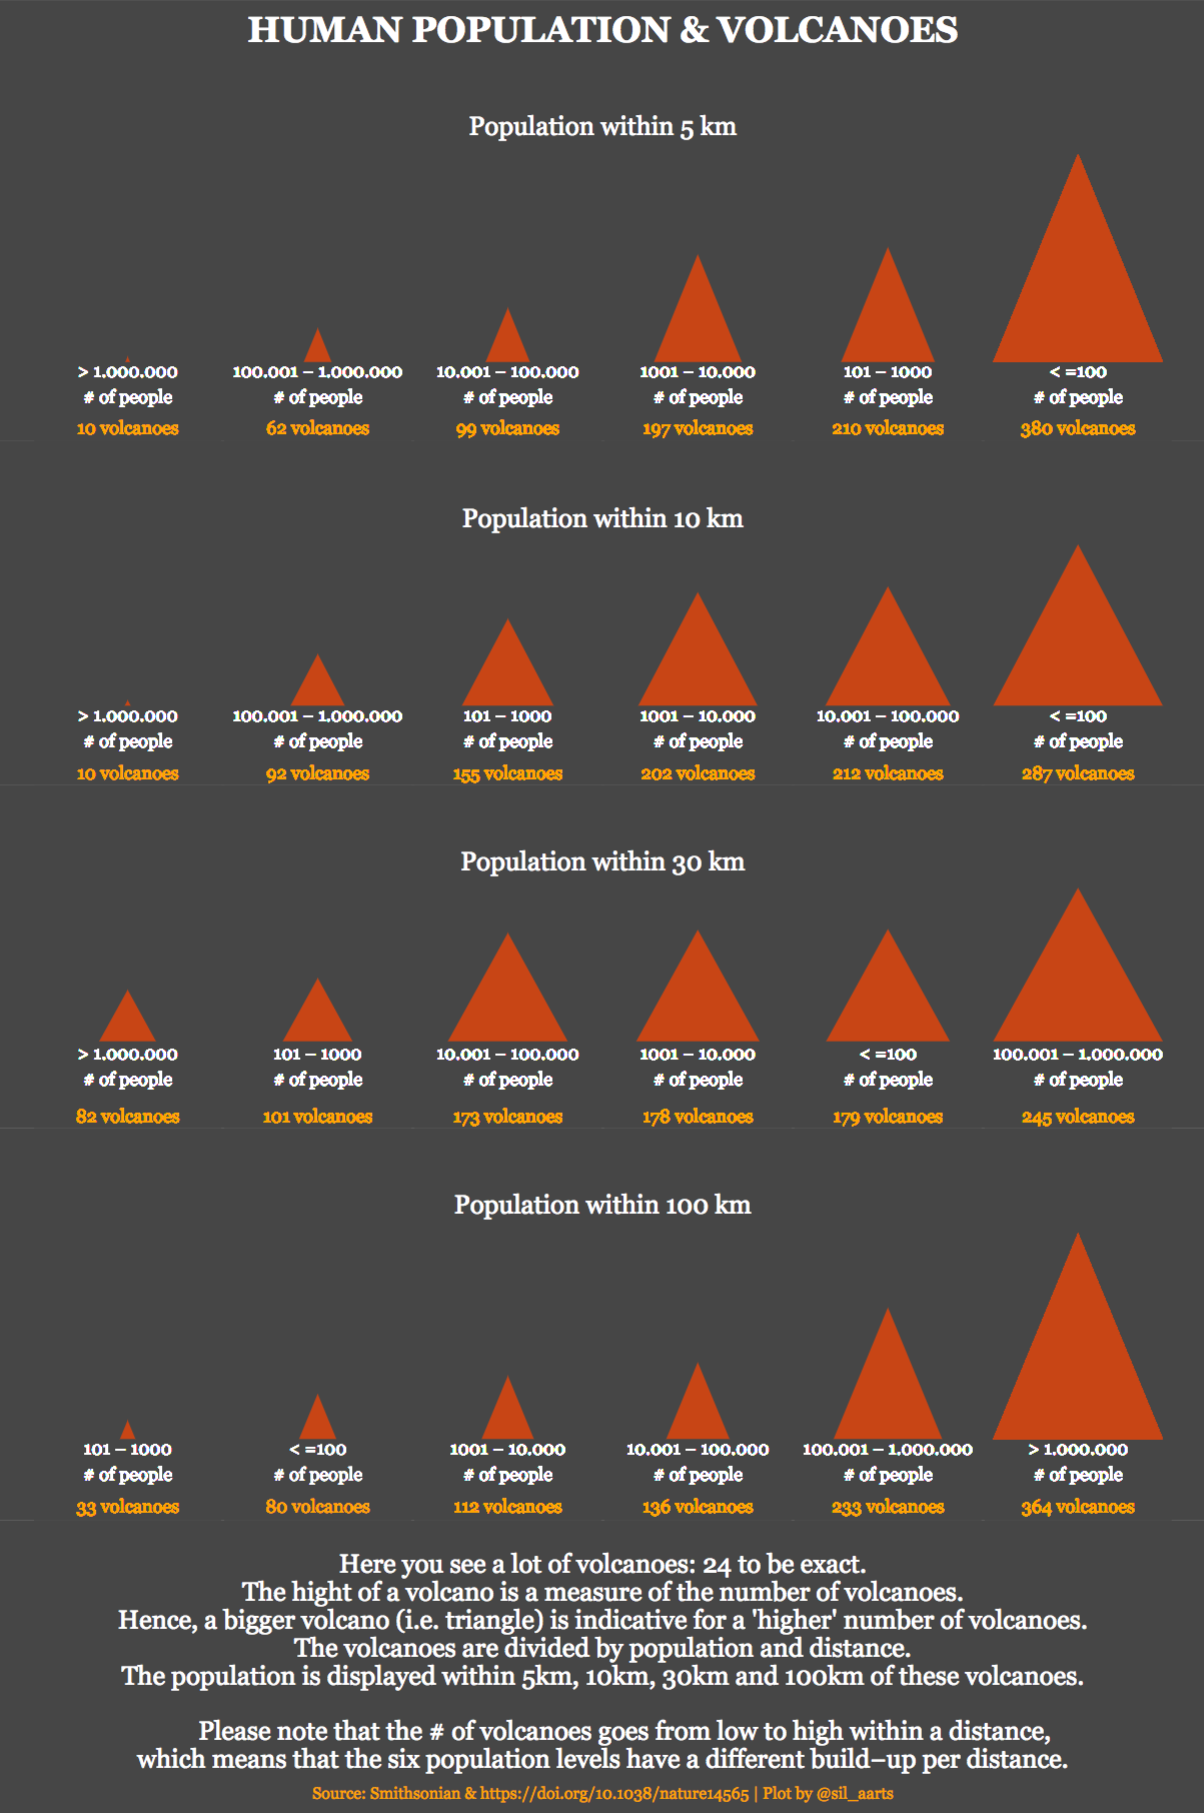 HUMAN POPULATION & VOLCANOES
Population within 5 km
> 1.000.000 100.001 – 1.000.000 10.001 – 100.000 1001 – 10.000 101 – 1000 < =100
# of people # of people # of people # of people # of people # of people
10 volcanoes 62 volcanoes 99 volcanoes 197 volcanoes 210 volcanoes 380 volcanoes
Population within 10 km
> 1.000.000 100.001 – 1.000.000 101 – 1000 1001 – 10.000 10.001 – 100.000 < =100
# of people # of people # of people # of people # of people # of people
10 volcanoes 92 volcanoes 155 volcanoes 202 volcanoes 212 volcanoes 287 volcanoes
Population within 30 km
> 1.000.000 101 – 1000 10.001 – 100.000 1001 – 10.000 < =100 100.001 – 1.000.000
# of people # of people # of people # of people # of people # of people
82 volcanoes 101 volcanoes 173 volcanoes 178 volcanoes 179 volcanoes 245 volcanoes
Population within 100 km
101 – 1000 < =100 1001 – 10.000 10.001 – 100.000 100.001 – 1.000.000 > 1.000.000
# of people # of people # of people # of people # of people # of people
33 volcanoes 80 volcanoes 112 volcanoes 136 volcanoes 233 volcanoes 364 volcanoes
Here you see a lot of volcanoes: 24 to be exact.
The hight of a volcano is a measure of the number of volcanoes.
Hence, a bigger volcano (i.e. triangle) is indicative for a 'higher' number of volcanoes.
The volcanoes are divided by population and distance.
The population is displayed within 5km, 10km, 30km and 100km of these volcanoes.
Please note that the # of volcanoes goes from low to high within a distance,
which means that the six population levels have a different build–up per distance.
Source: Smithsonian & https://doi.org/10.1038/nature14565 | Plot by @sil_aarts